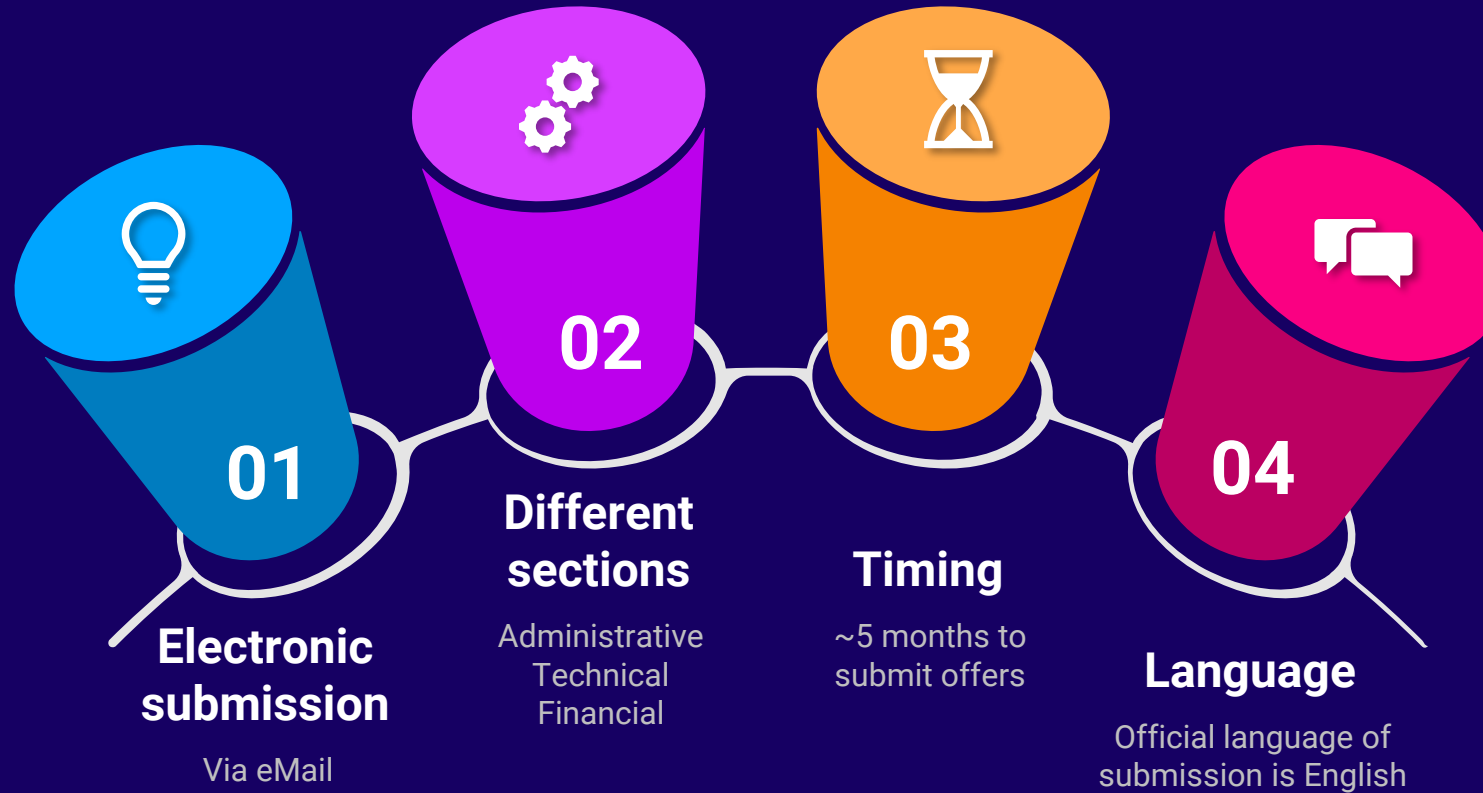 01
Electronic
submission
Via eMail
02
Different
sections
Administrative
Technical
Financial
03
Timing
~5 months to
submit offers
04
Language
Official language of
submission is English